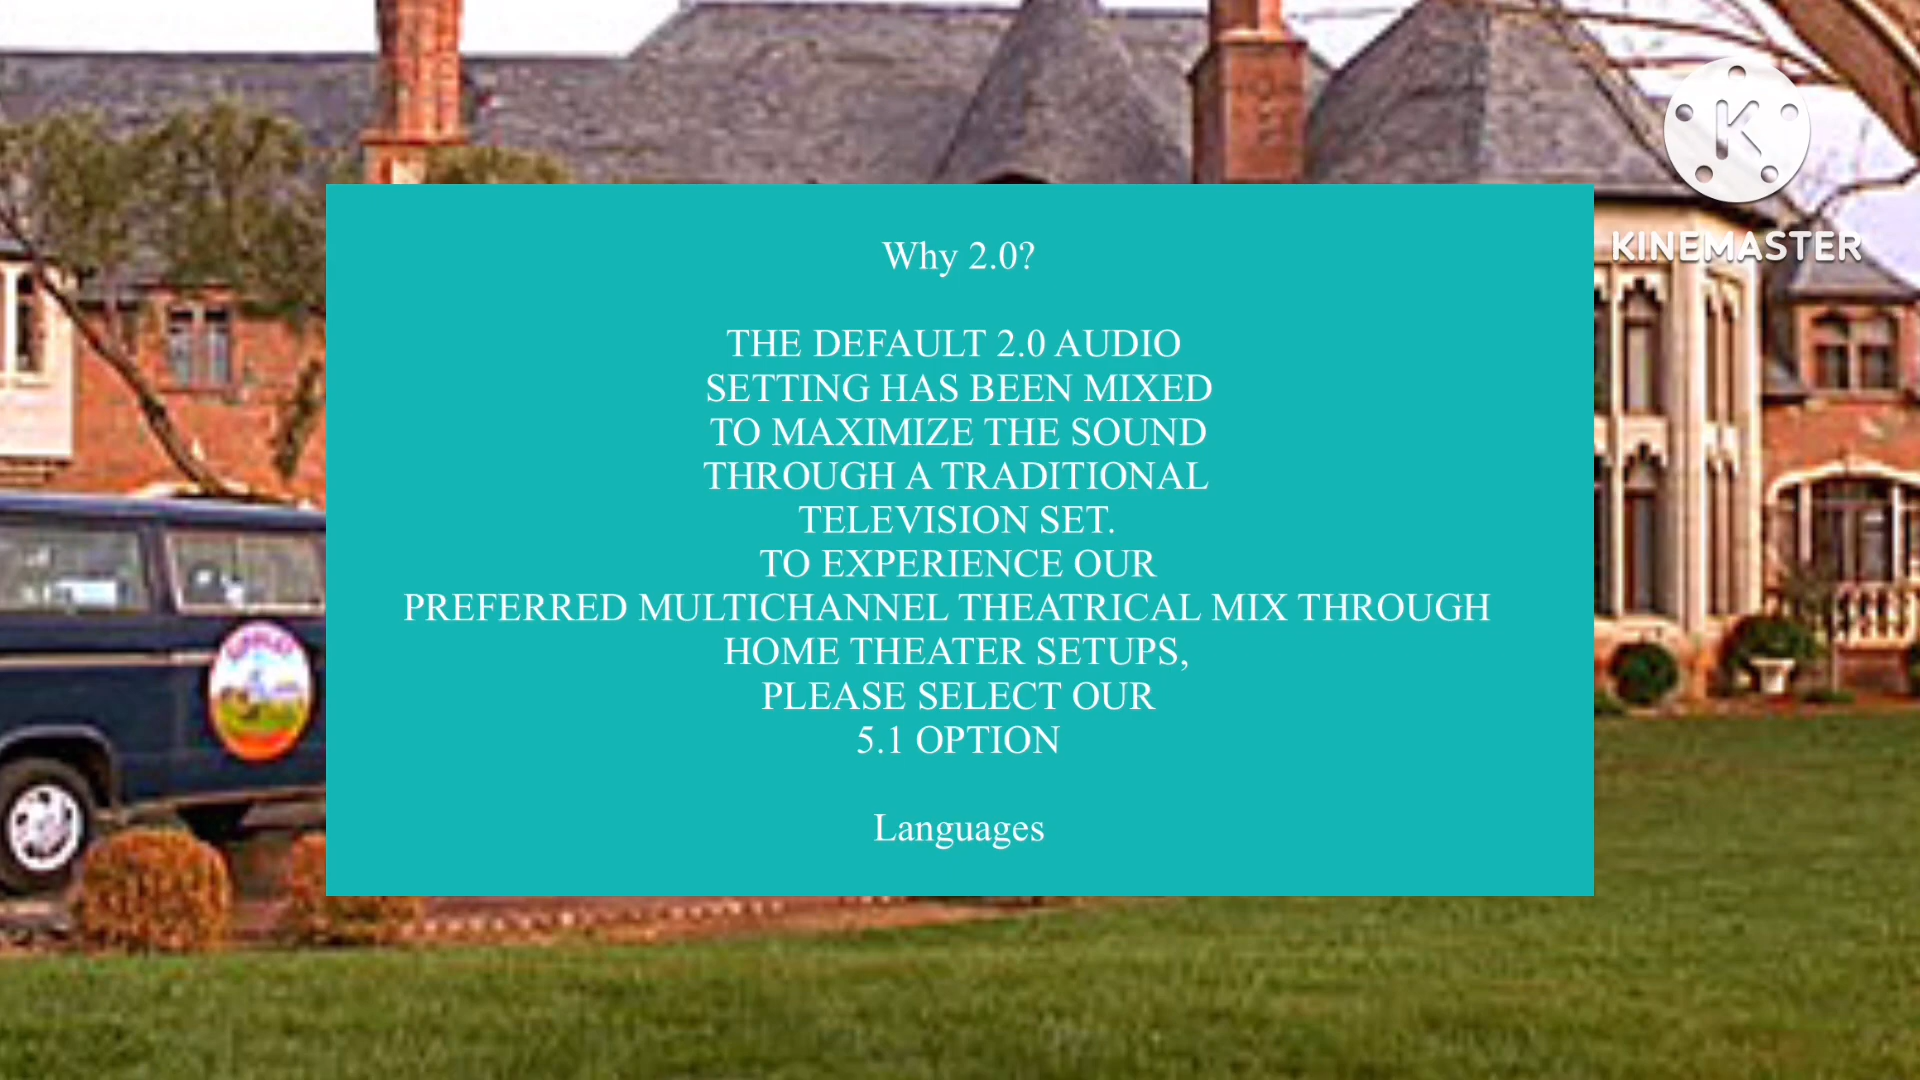 Why 2.0?
THE DEFAULT 2.0 AUDIO
SETTING HAS BEEN MIXED
TO MAXIMIZE THE SOUND
THROUGH A TRADITIONAL
TELEVISION SET.
TO EXPERIENCE OUR
PREFERRED MULTICHANNEL THEATRICAL MIX THROUGH
HOME THEATER SETUPS,
PLEASE SELECT OUR
5.1 OPTION
Languages
K
KINEMASTER